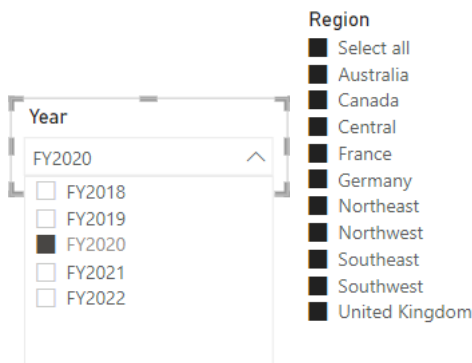 Year
FY2020
FY2018
FY2019
FY2020
FY2021
FY2022
Region
Select all
Australia
Canada
Central
France
Germany
Northeast
Northwest
Southeast
Southwest
United Kingdom